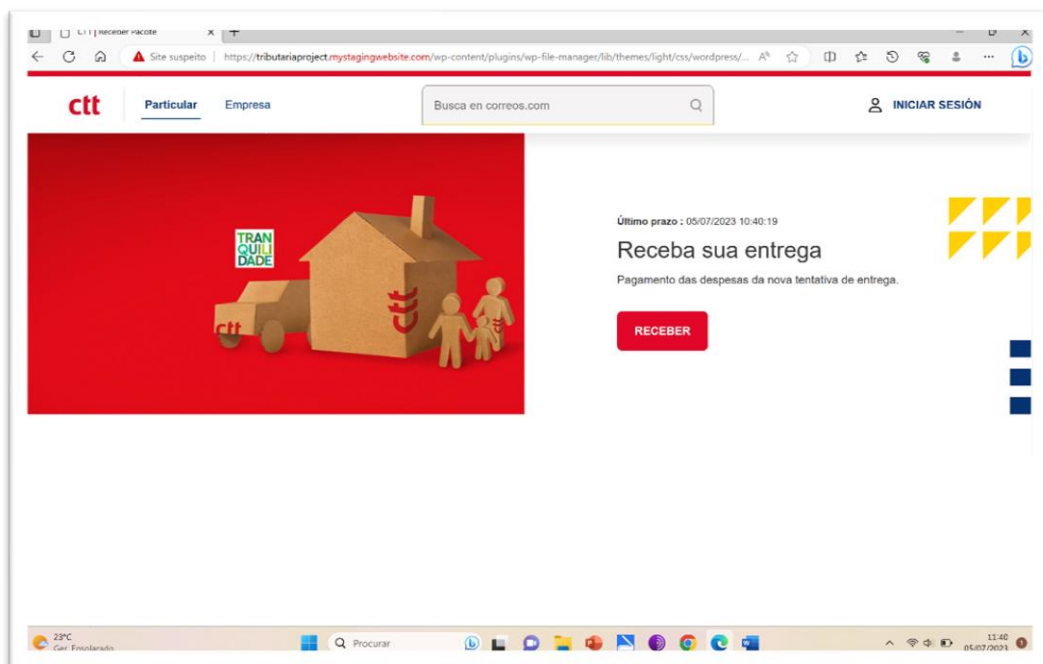 CTT | Receber Pacote
Site suspeito | https://tributariaproject.mystagingwebsite.com/wp-content/plugins/wp-file-manager/lib/themes/light/css/wordpress/...
ctt
Particular
Empresa
Busca en correos.com
INICIAR SESIÓN
TRAN
QUILI
DADE
ctt
ctt
Último prazo : 05/07/2023 10:40:19
Receba sua entrega
Pagamento das despesas da nova tentativa de entrega.
RECEBER
23°C
Ger. Ensolarado
Procurar
11:40
05/07/2023